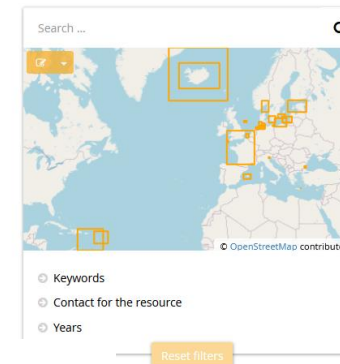 Search ...
© OpenStreetMap contribut
Keywords
Contact for the resource
Years
Reset filters